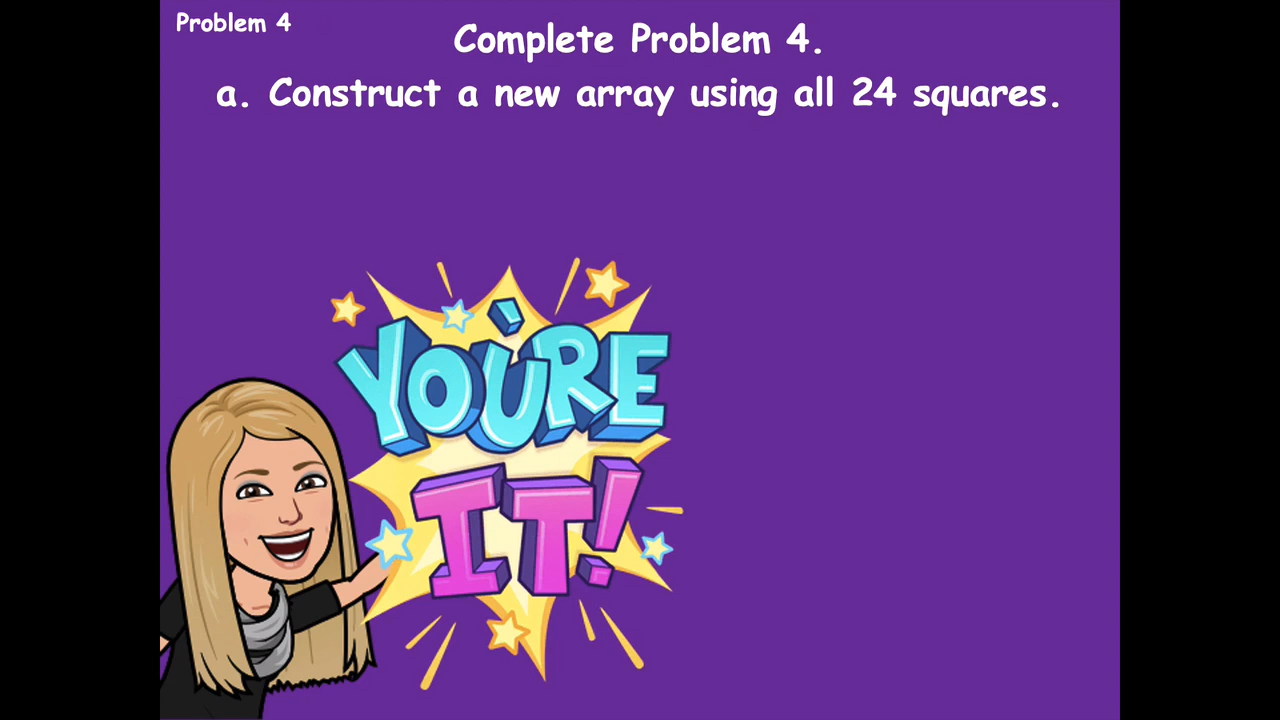 Problem 4
Complete Problem 4.
a. Construct a new array using all 24 squares.
YOU'RE
IT!